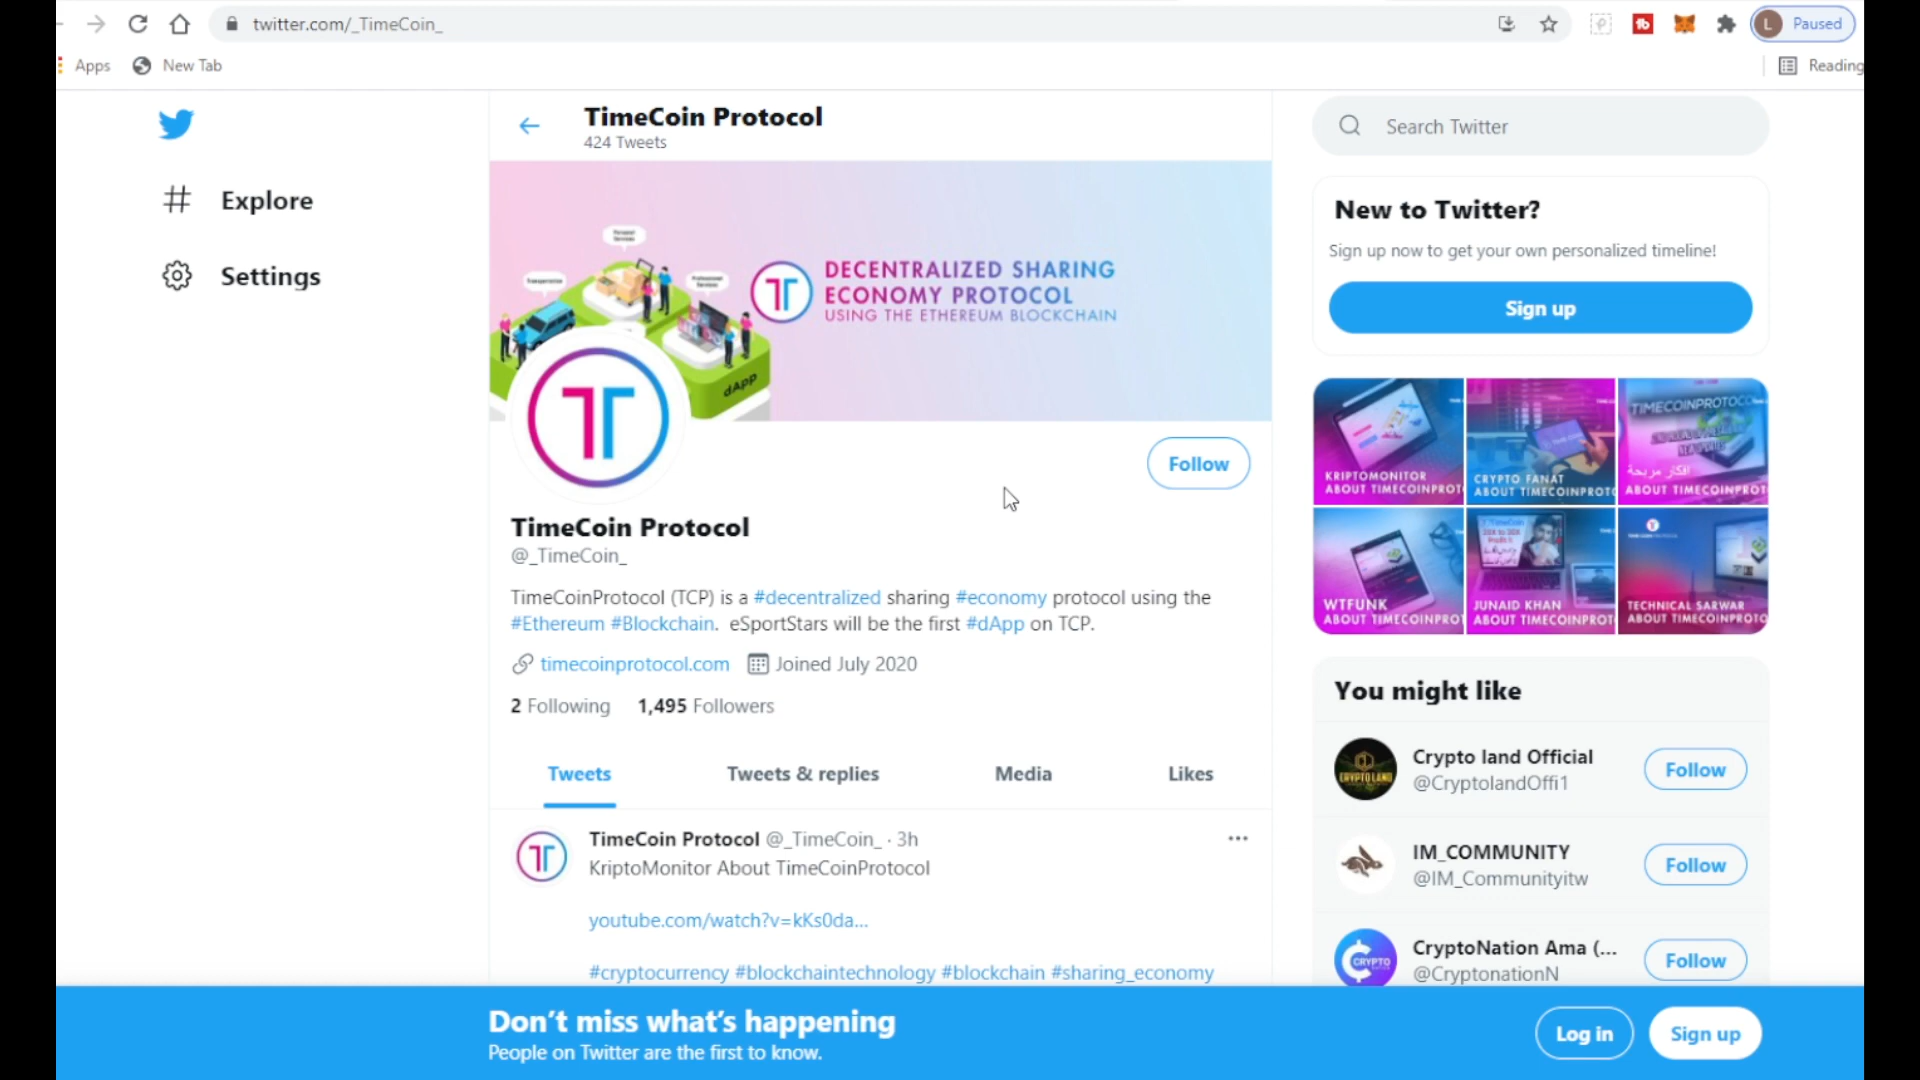 twitter.com/_TimeCoin_
L Paused
Apps New Tab
Reading
TimeCoin Protocol
424 Tweets
Explore
Settings
DECENTRALIZED SHARING
ECONOMY PROTOCOL
USING THE ETHEREUM BLOCKCHAIN
dApp
Follow
TimeCoin Protocol
@_TimeCoin_
TimeCoinProtocol (TCP) is a #decentralized sharing #economy protocol using the
#Ethereum #Blockchain. eSportStars will be the first #dApp on TCP.
timecoinprotocol.com Joined July 2020
2 Following 1,495 Followers
Tweets Tweets & replies Media Likes
TimeCoin Protocol @_TimeCoin_ · 3h
KriptoMonitor About TimeCoinProtocol
youtube.com/watch?v=kKs0da...
#cryptocurrency #blockchaintechnology #blockchain #sharing_economy
Search Twitter
New to Twitter?
Sign up now to get your own personalized timeline!
Sign up
KRIPTOMONITOR
ABOUT TIMECOINPROT
CRYPTO FANAT
ABOUT TIMECOINPROT
TIMECOINPROTOCO
افكار مربحة
ABOUT TIMECOINPROT
WTFUNK
ABOUT TIMECOINPROT
JUNAID KHAN
ABOUT TIMECOINPROT
TECHNICAL SARWAR
ABOUT TIMECOINPROTO
You might like
CRYPTO LAND
Crypto land Official
@CryptolandOffi1
Follow
IM_COMMUNITY
@IM_Communityitw
Follow
CRYPTO
CryptoNation Ama (...
@CryptonationN
Follow
Don't miss what's happening
People on Twitter are the first to know.
Log in Sign up